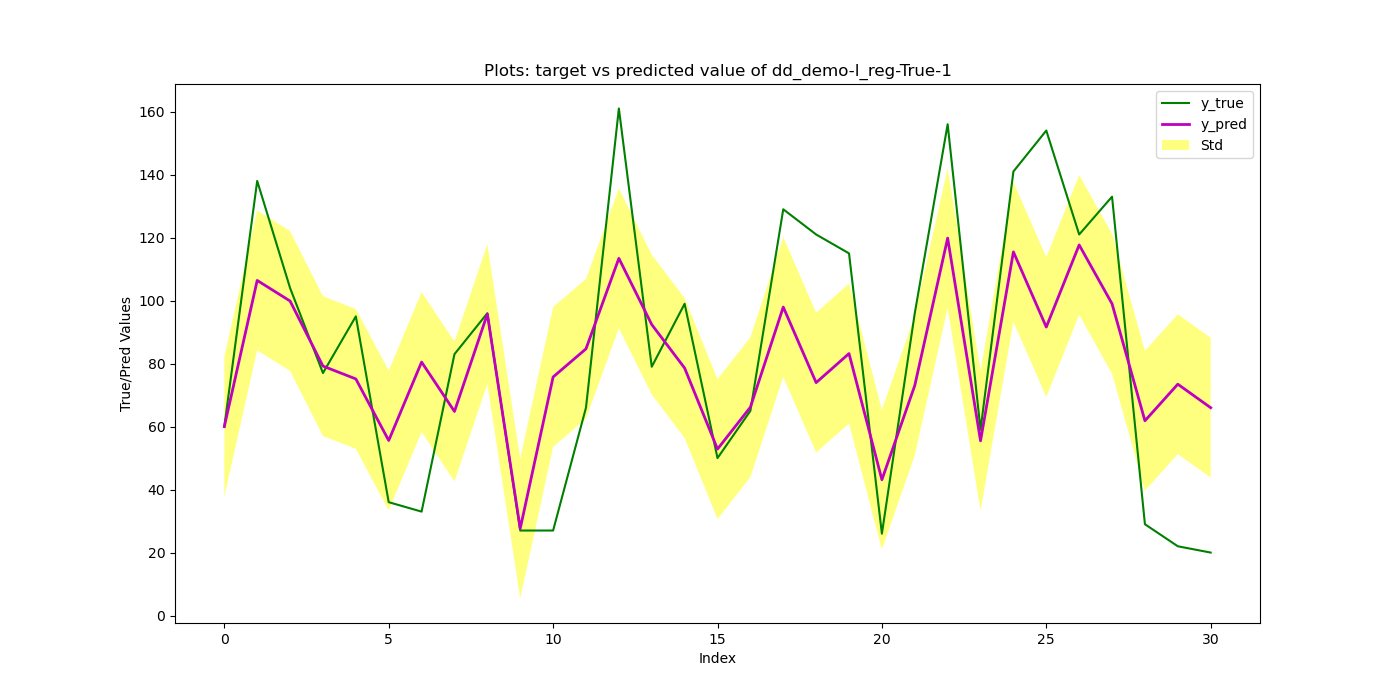 Plots: target vs predicted value of dd_demo-l_reg-True-1
y_true
y_pred
Std
True/Pred Values
160
140
120
100
80
60
40
20
0
0 5 10 15 20 25 30
Index